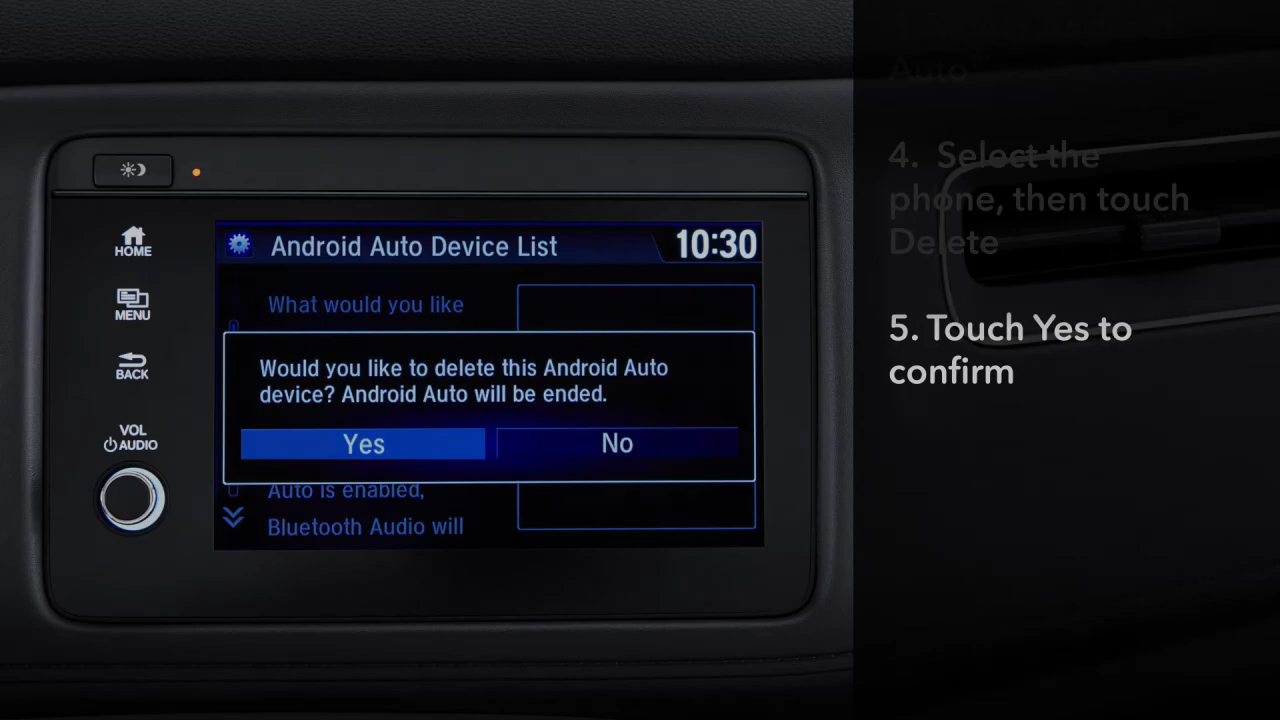 HOME
MENU
BACK
VOL
AUDIO
Android Auto Device List
10:30
What would you like
Would you like to delete this Android Auto
device? Android Auto will be ended.
Yes
No
Auto is enabled,
Bluetooth Audio will
Auto™
4. Select the
phone, then touch
Delete
5. Touch Yes to
confirm